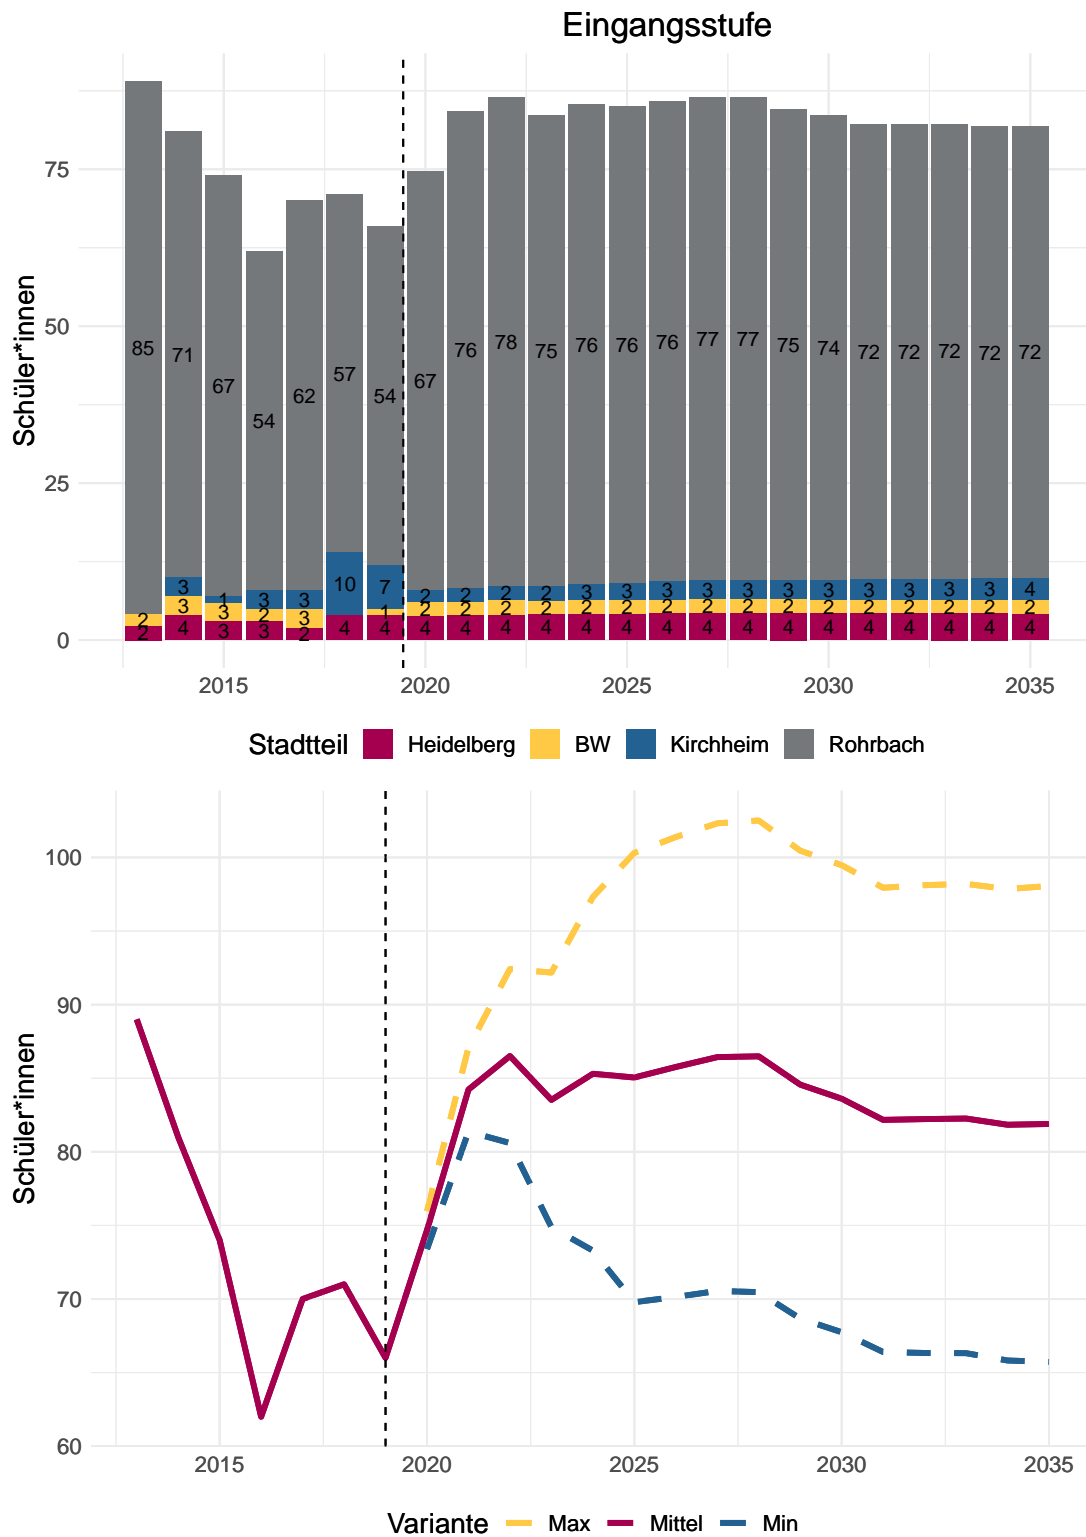 Eingangsstufe
Schüler*innen
75
50
25
0
85 71 67 54 62 57 54 67 76 78 75 76 76 76 77 77 75 74 72 72 72 72 72
3 1 3 3 10 7 2 2 2 2 3 3 3 3 3 3 3 3 3 3 3 4
2 3 3 2 3 1 2 2 2 2 2 2 2 2 2 2 2 2 2 2 2 2
2 4 3 3 2 4 4 4 4 4 4 4 4 4 4 4 4 4 4 4 4 4 4
2015 2020 2025 2030 2035
Stadtteil Heidelberg BW Kirchheim Rohrbach
Schüler*innen
100
90
80
70
60
2015 2020 2025 2030 2035
Variante Max Mittel Min